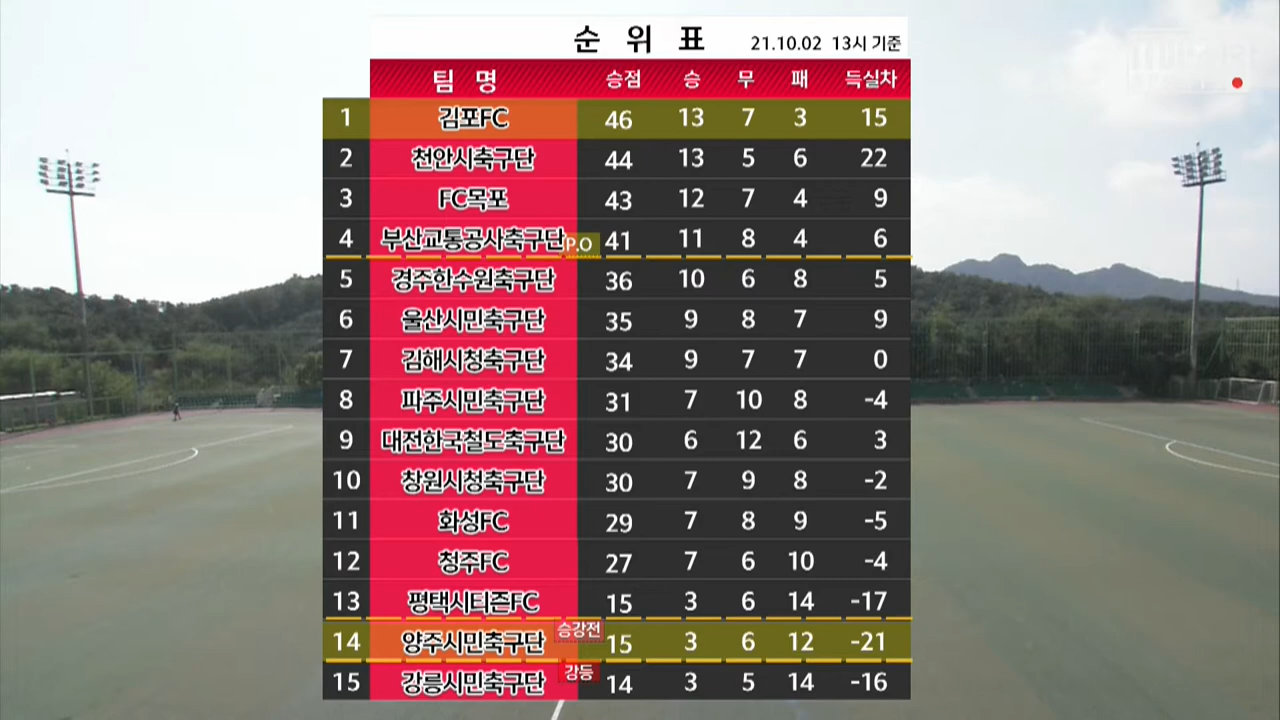 순 위 표 21.10.02 13시 기준
팀 명 승점 승 무 패 득실차
1 김포FC 46 13 7 3 15
2 천안시축구단 44 13 5 6 22
3 FC목포 43 12 7 4 9
4 부산교통공사축구단 P.O 41 11 8 4 6
5 경주한수원축구단 36 10 6 8 5
6 울산시민축구단 35 9 8 7 9
7 김해시청축구단 34 9 7 7 0
8 파주시민축구단 31 7 10 8 -4
9 대전한국철도축구단 30 6 12 6 3
10 창원시청축구단 30 7 9 8 -2
11 화성FC 29 7 8 9 -5
12 청주FC 27 7 6 10 -4
13 평택시티즌FC 15 3 6 14 -17
14 양주시민축구단 승강전 15 3 6 12 -21
15 강릉시민축구단 강등 14 3 5 14 -16